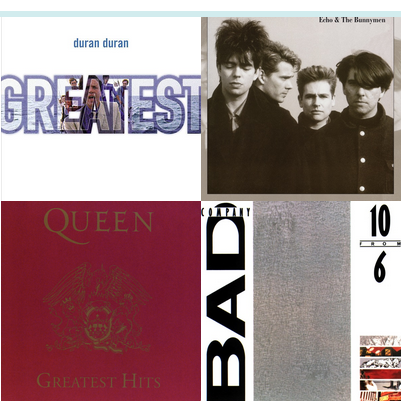 duran duran
GREATEST
Echo & The Bunnymen
QUEEN
GREATEST HITS
BAD
COMPANY
10
FROM
6